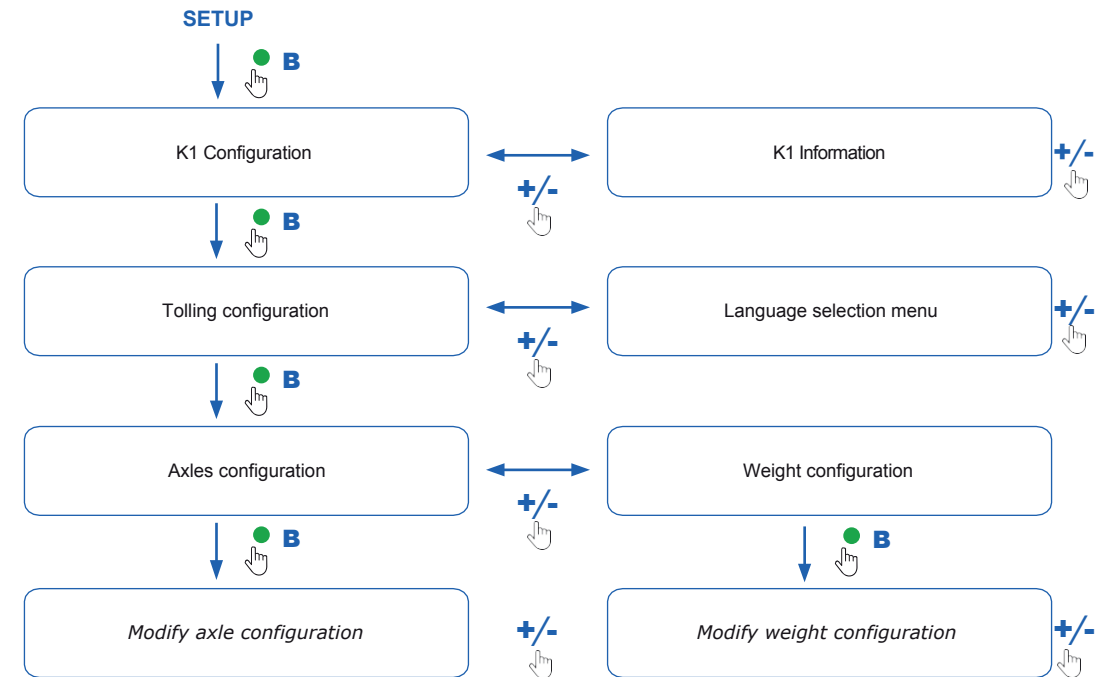 SETUP
B
K1 Configuration
+/-
K1 Information
+/-
B
Tolling configuration
+/-
Language selection menu
+/-
B
Axles configuration
+/-
Weight configuration
B
B
Modify axle configuration
+/-
Modify weight configuration
+/-